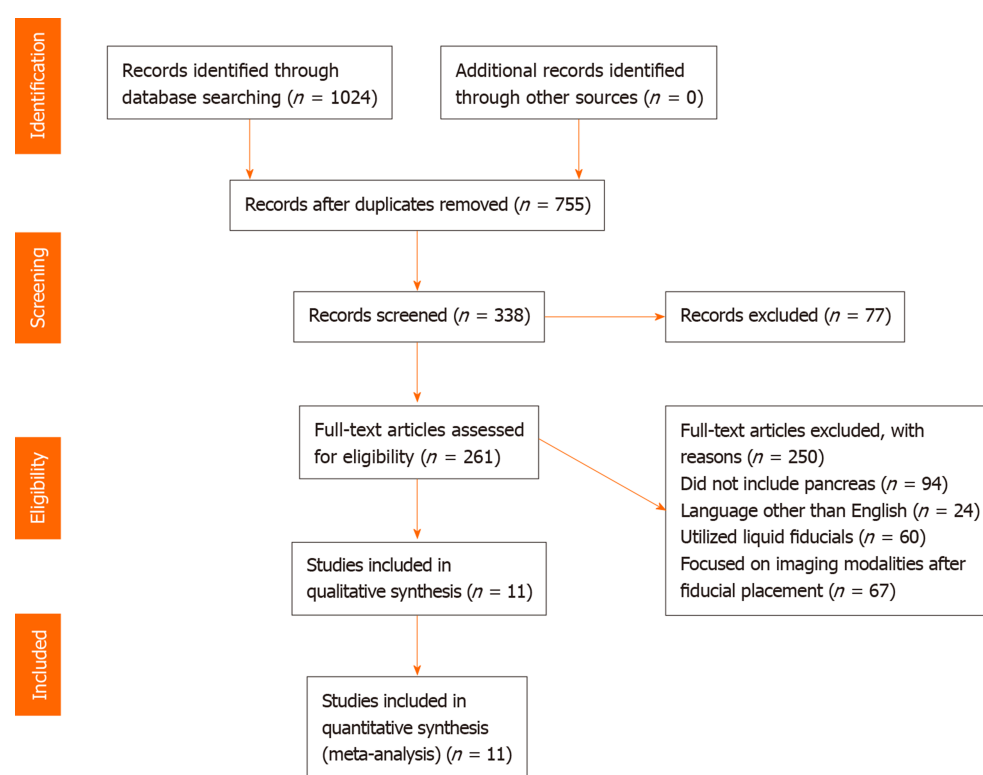 Identification
Records identified through
database searching (n = 1024)
Additional records identified
through other sources (n = 0)
Records after duplicates removed (n = 755)
Screening
Records screened (n = 338)
Records excluded (n = 77)
Eligibility
Full-text articles assessed
for eligibility (n = 261)
Full-text articles excluded, with
reasons (n = 250)
Did not include pancreas (n = 94)
Language other than English (n = 24)
Utilized liquid fiducials (n = 60)
Focused on imaging modalities after
fiducial placement (n = 67)
Studies included in
qualitative synthesis (n = 11)
Included
Studies included in
quantitative synthesis
(meta-analysis) (n = 11)